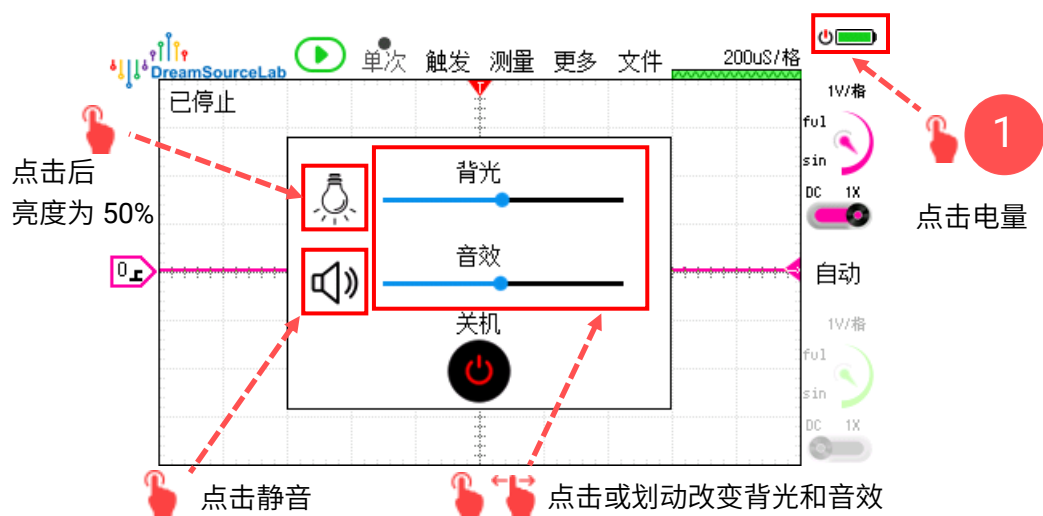 DreamSourceLab
单次 触发 测量 更多 文件
200uS/格
T
已停止
1V/格
ful
sin
DC 1X
1
点击电量
点击后
亮度为 50%
背光
音效
关机
0
自动
1V/格
ful
sin
DC 1X
点击静音
点击或划动改变背光和音效